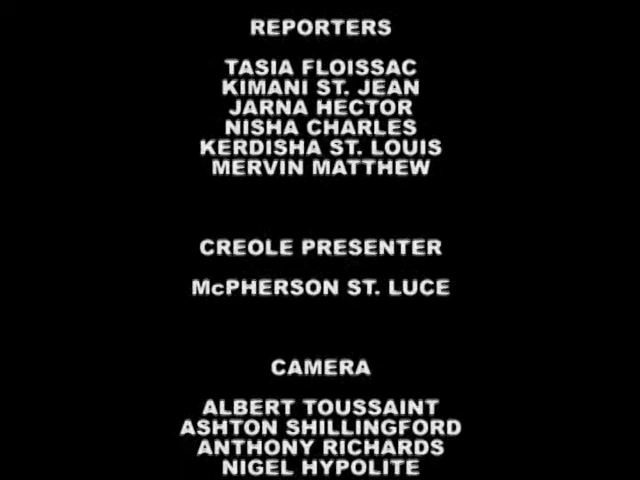 REPORTERS
TASIA FLOISSAC
KIMANI ST. JEAN
JARNA HECTOR
NISHA CHARLES
KERDISHA ST. LOUIS
MERVIN MATTHEW
CREOLE PRESENTER
McPHERSON ST. LUCE
CAMERA
ALBERT TOUSSAINT
ASHTON SHILLINGFORD
ANTHONY RICHARDS
NIGEL HYPOLITE